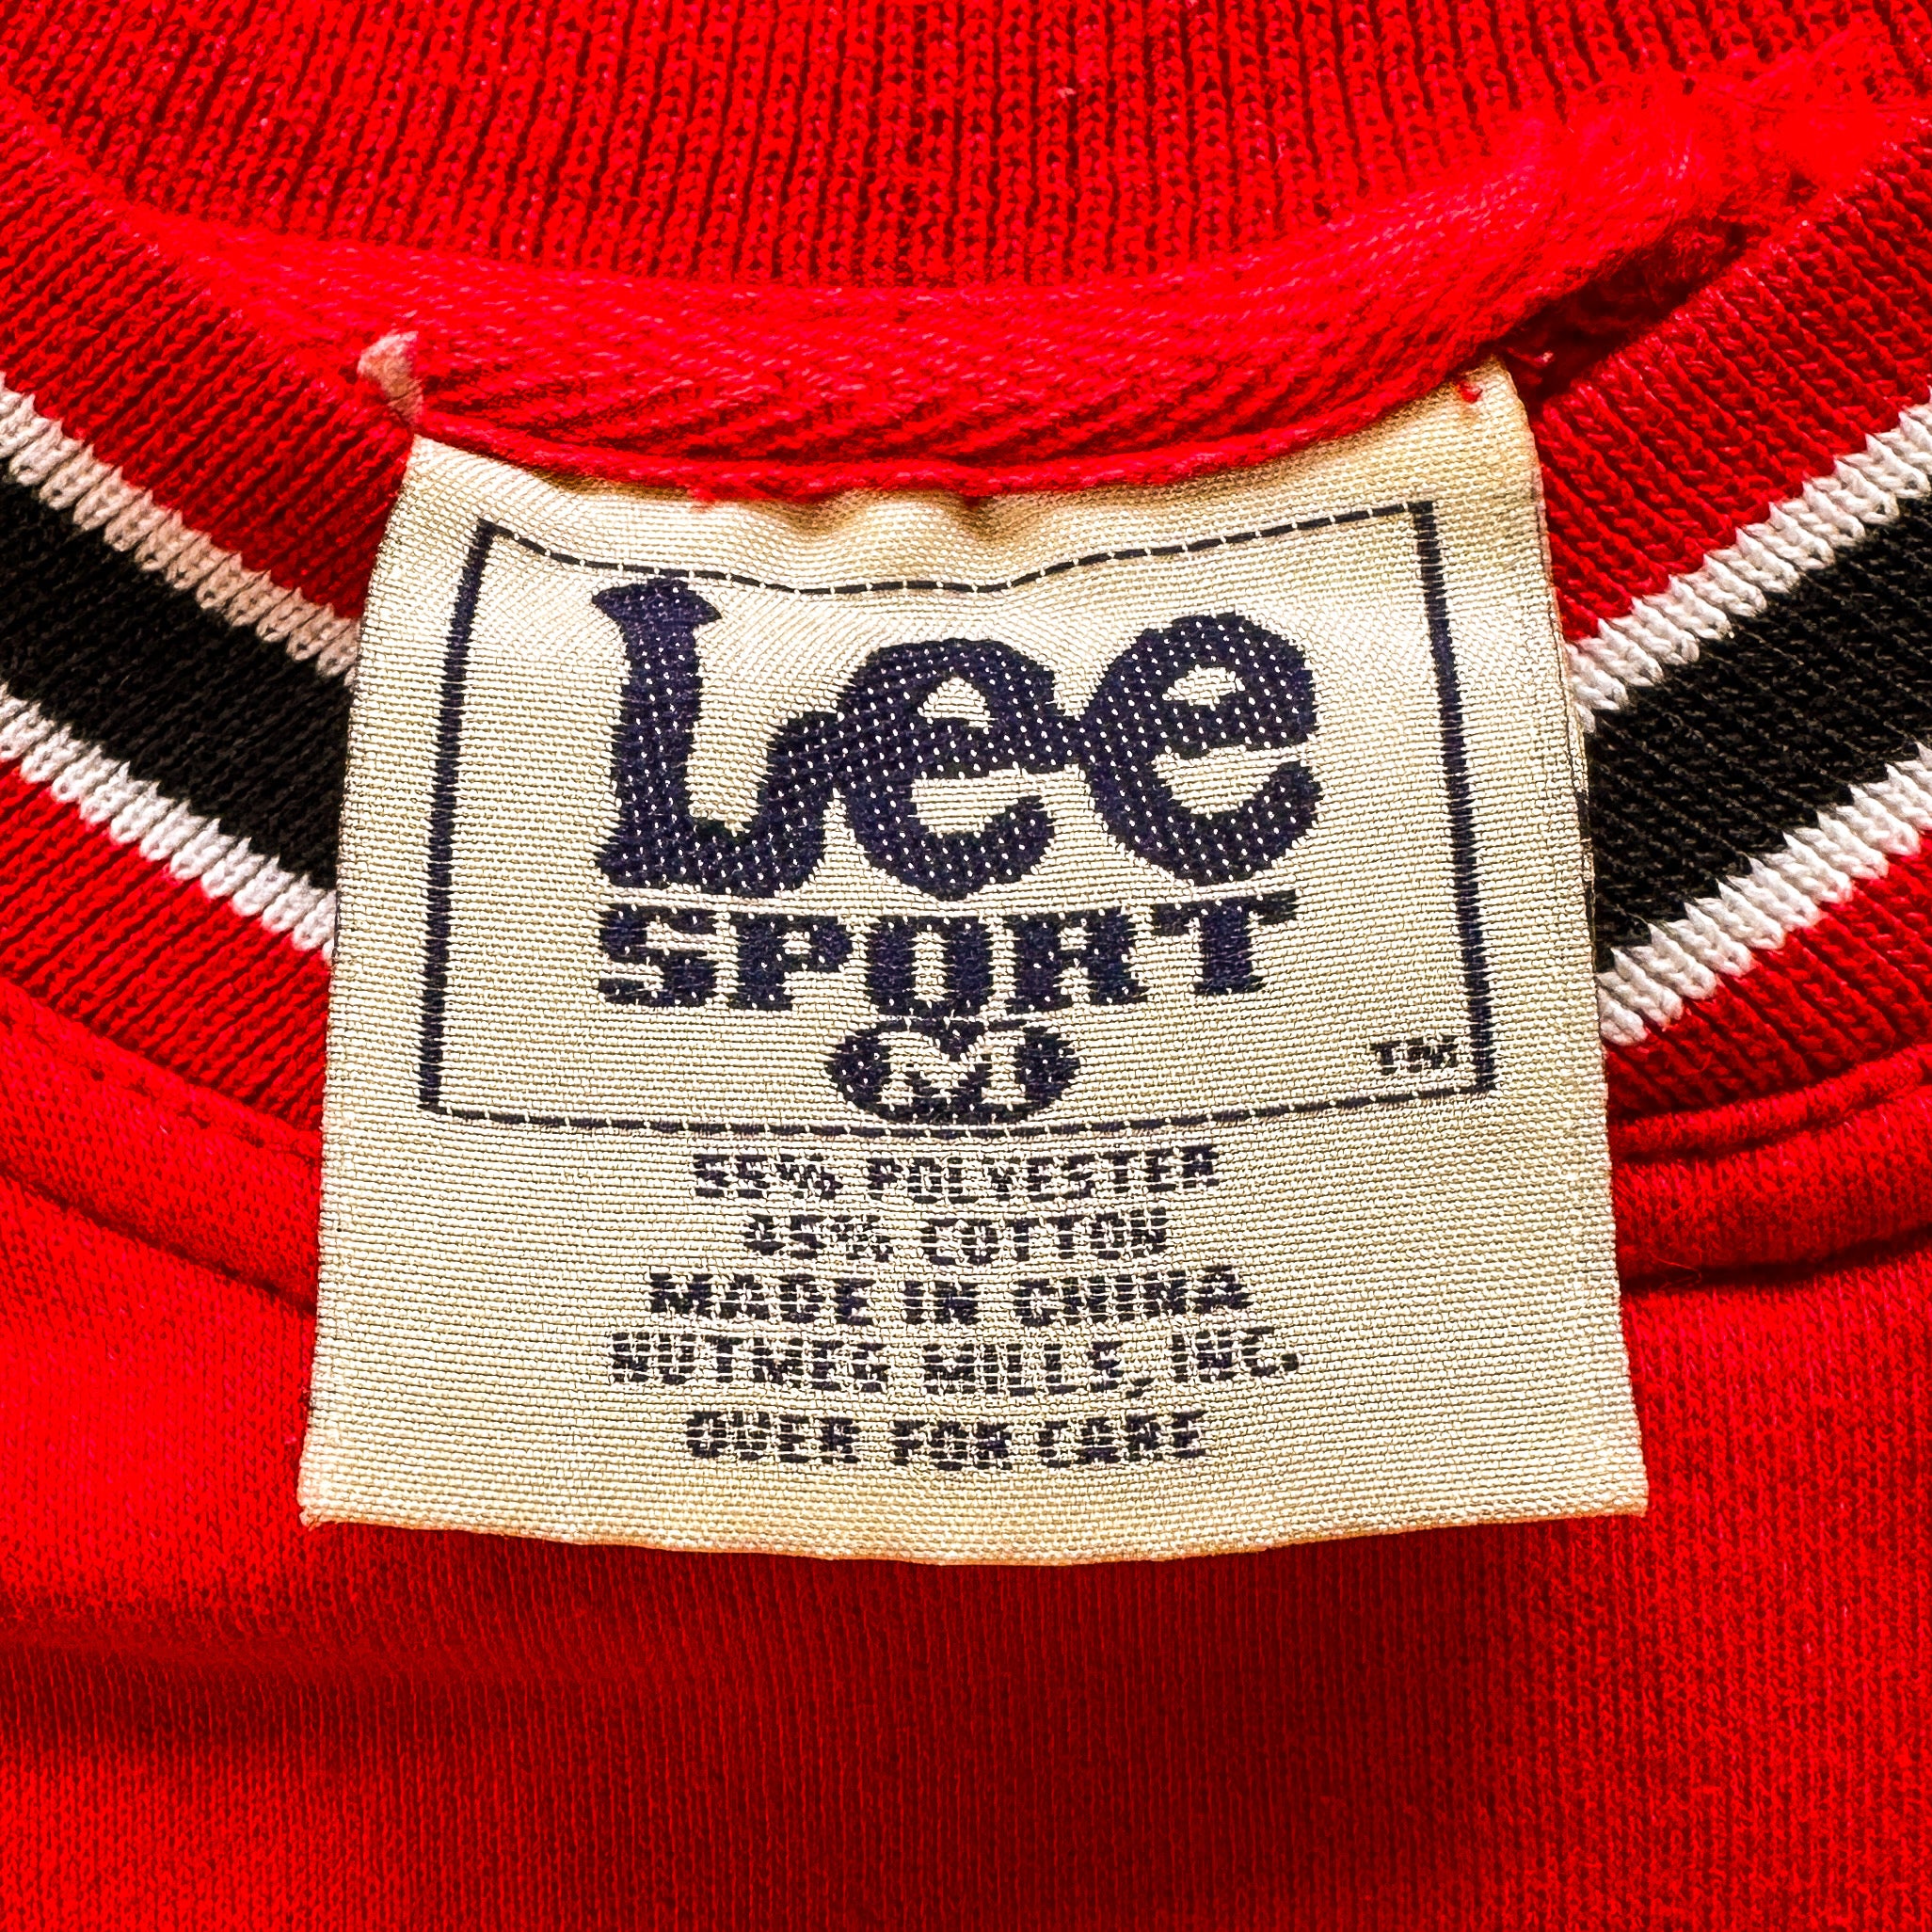 Lee
SPORT
M
TM
55% POLYESTER
45% COTTON
MADE IN CHINA
NUTMEG MILLS, INC.
OVER FOR CARE